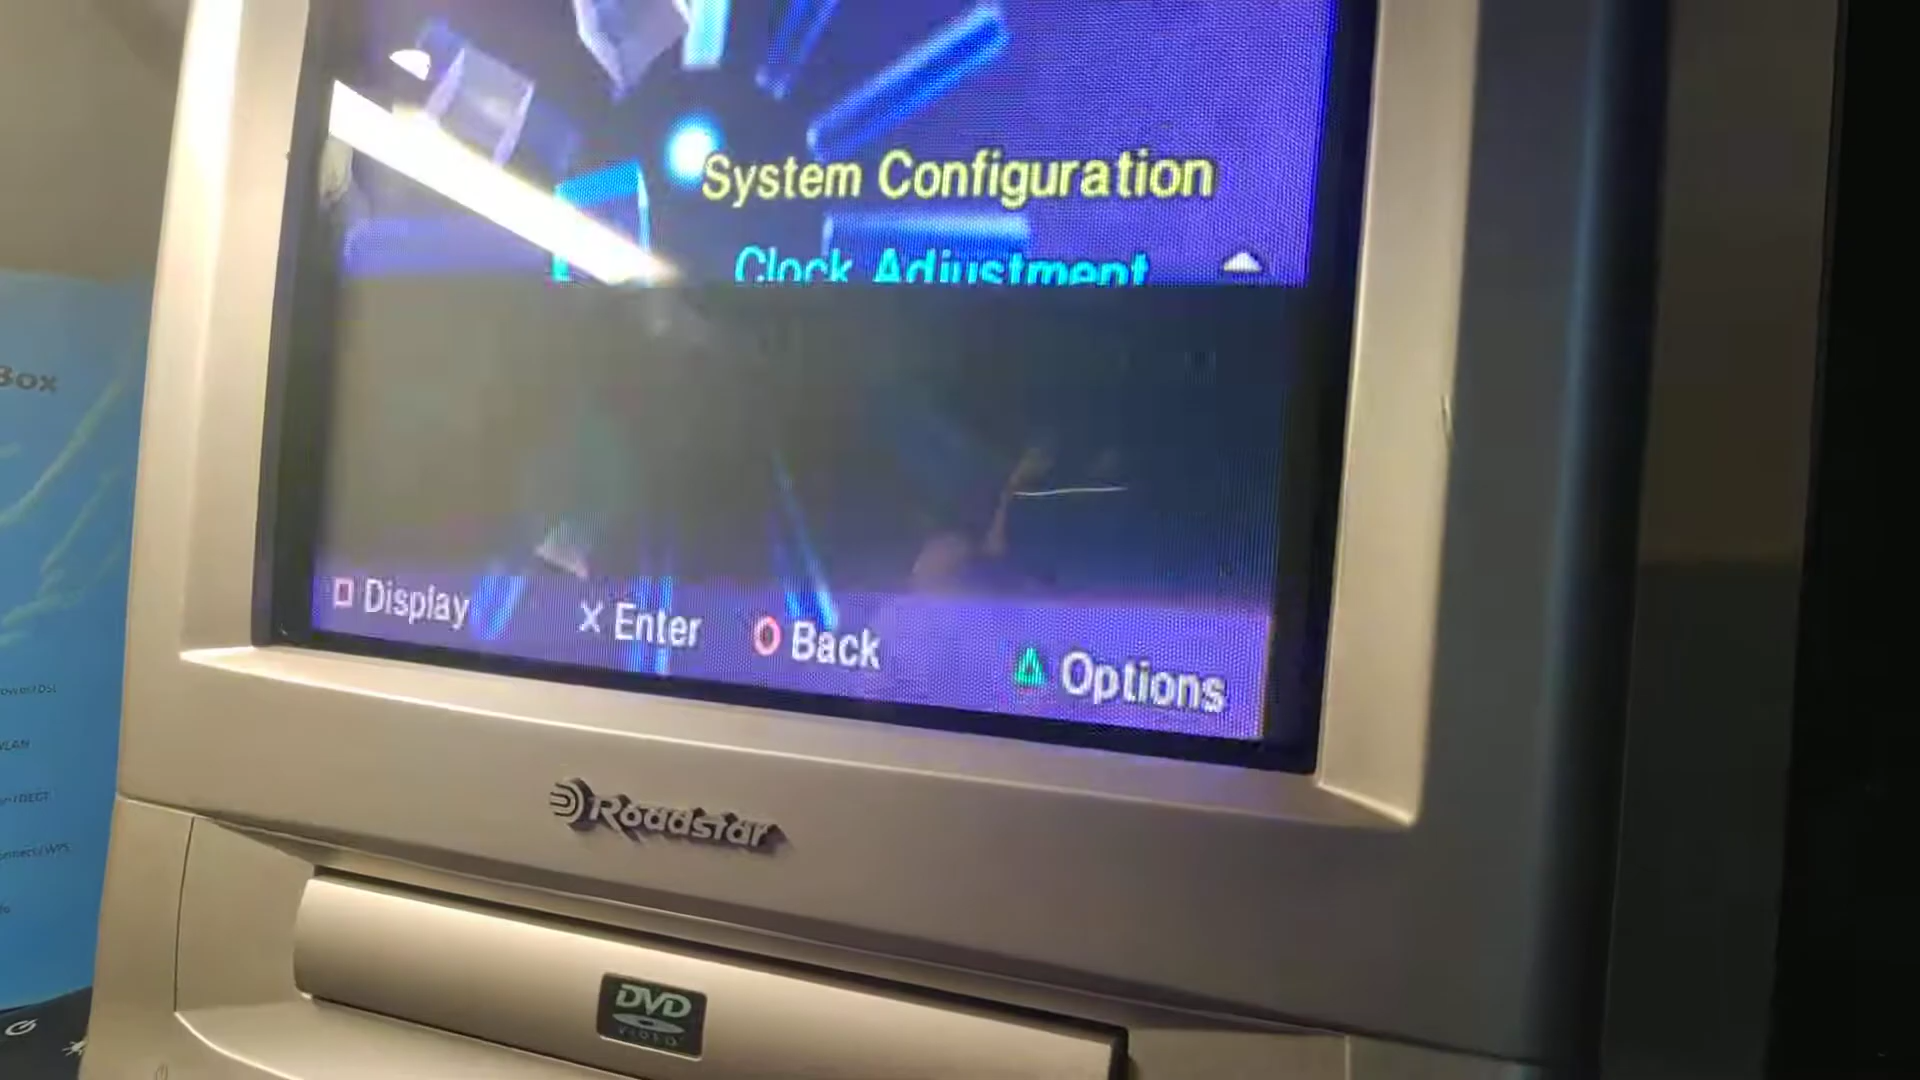 System Configuration
Clock Adjustment
Box
Display
X Enter
Back
Options
Roadstar
DVD
VIDEO